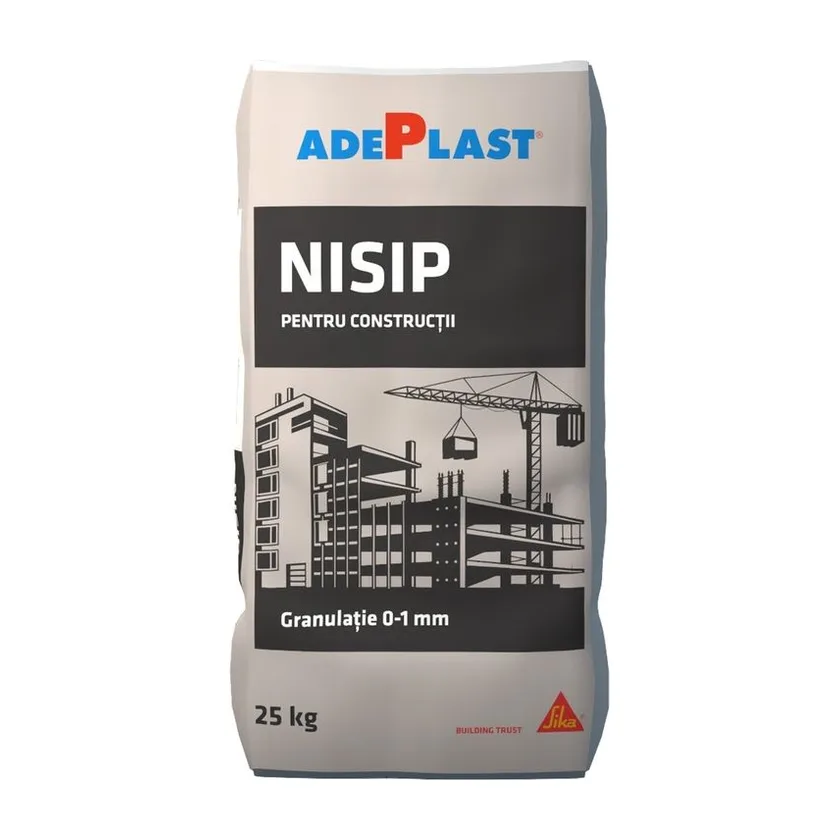 ADEPLAST®
NISIP
PENTRU CONSTRUCȚII
Granulație 0-1 mm
25 kg
BUILDING TRUST
Sika®